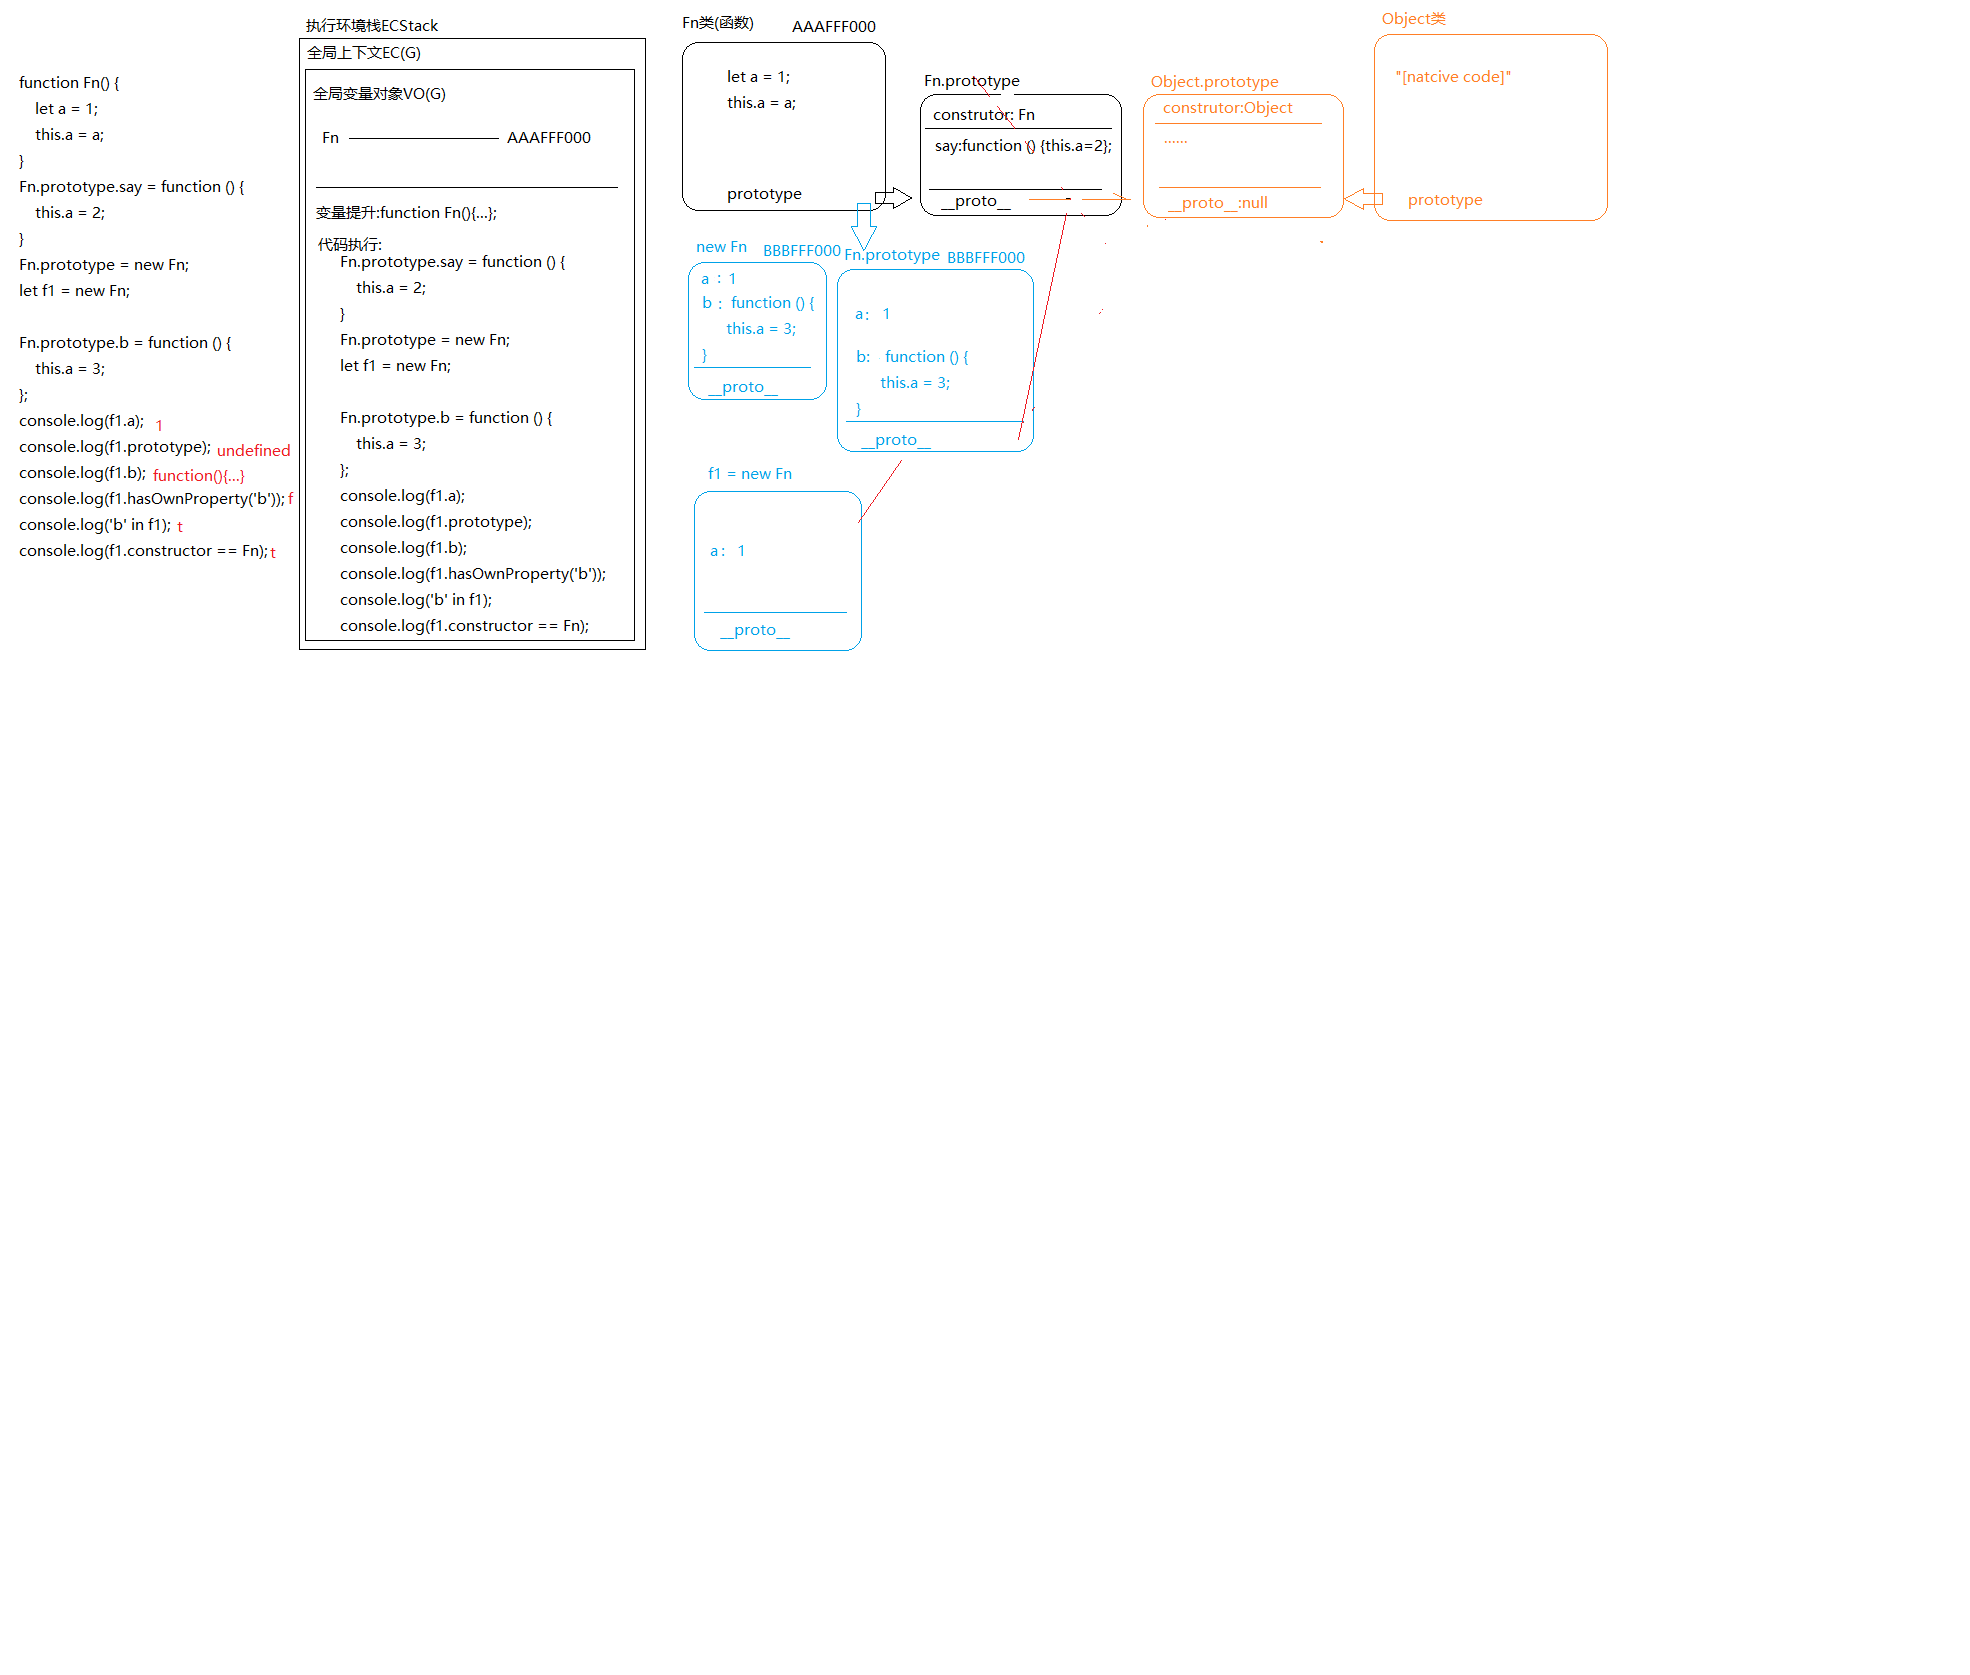 function Fn() {
let a = 1;
this.a = a;
}
Fn.prototype.say = function () {
this.a = 2;
}
Fn.prototype = new Fn;
let f1 = new Fn;
Fn.prototype.b = function () {
this.a = 3;
};
console.log(f1.a); 1
console.log(f1.prototype); undefined
console.log(f1.b); function(){...}
console.log(f1.hasOwnProperty('b')); f
console.log('b' in f1); t
console.log(f1.constructor == Fn); t
执行环境栈ECStack
全局上下文EC(G)
全局变量对象VO(G)
Fn AAAFFF000
变量提升:function Fn(){...};
代码执行:
Fn.prototype.say = function () {
this.a = 2;
}
Fn.prototype = new Fn;
let f1 = new Fn;
Fn.prototype.b = function () {
this.a = 3;
};
console.log(f1.a);
console.log(f1.prototype);
console.log(f1.b);
console.log(f1.hasOwnProperty('b'));
console.log('b' in f1);
console.log(f1.constructor == Fn);
Fn类(函数) AAAFFF000
let a = 1;
this.a = a;
prototype
Fn.prototype
construtor: Fn
say:function () {this.a=2};
__proto__
Object.prototype
construtor:Object
......
__proto__:null
Object类
"[natcive code]"
prototype
new Fn BBBFFF000
a : 1
b : function () {
this.a = 3;
}
__proto__
Fn.prototype BBBFFF000
a: 1
b: function () {
this.a = 3;
}
__proto__
f1 = new Fn
a: 1
__proto__